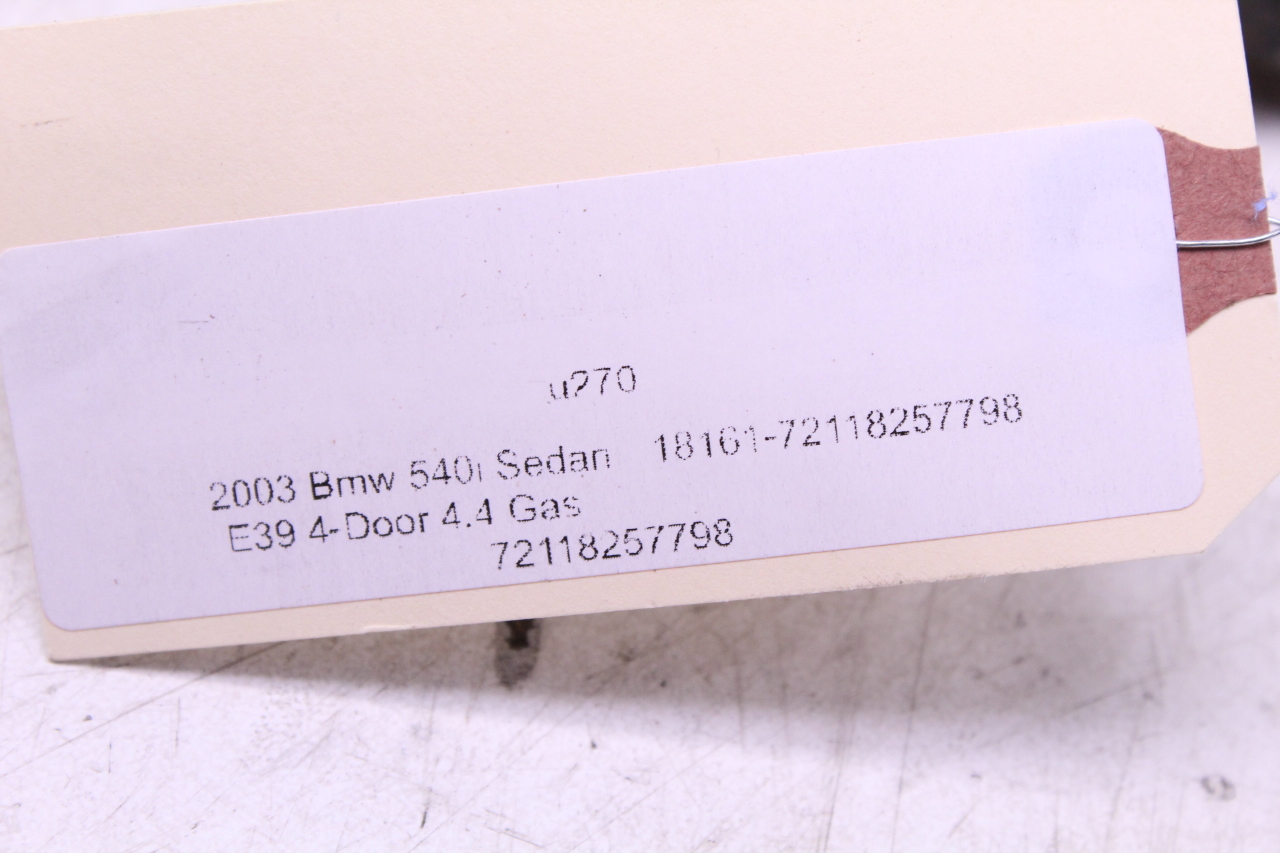 u270
2003 Bmw 540i Sedan 18161-72118257798
E39 4-Door 4.4 Gas
72118257798